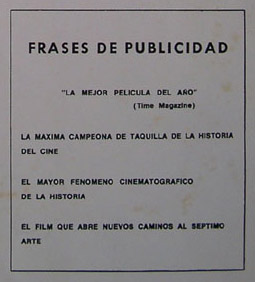 FRASES DE PUBLICIDAD
"LA MEJOR PELICULA DEL AÑO"
(Time Magazine)
LA MAXIMA CAMPEONA DE TAQUILLA DE LA HISTORIA
DEL CINE
EL MAYOR FENOMENO CINEMATOGRAFICO
DE LA HISTORIA
EL FILM QUE ABRE NUEVOS CAMINOS AL SEPTIMO
ARTE